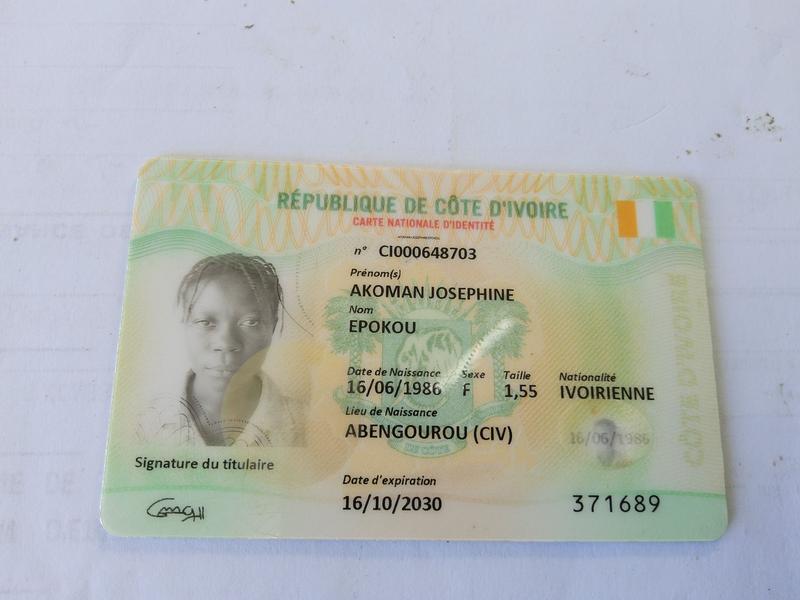 RÉPUBLIQUE DE CÔTE D'IVOIRE
CARTE NATIONALE D'IDENTITÉ
n° CI000648703
Prénom(s)
AKOMAN JOSEPHINE
Nom
EPOKOU
Date de Naissance Sexe Taille Nationalité
16/06/1986 F 1,55 IVOIRIENNE
Lieu de Naissance
ABENGOUROU (CIV)
16/06/1986
CÔTE D'IVOIRE
Signature du titulaire
Date d'expiration
16/10/2030
371689